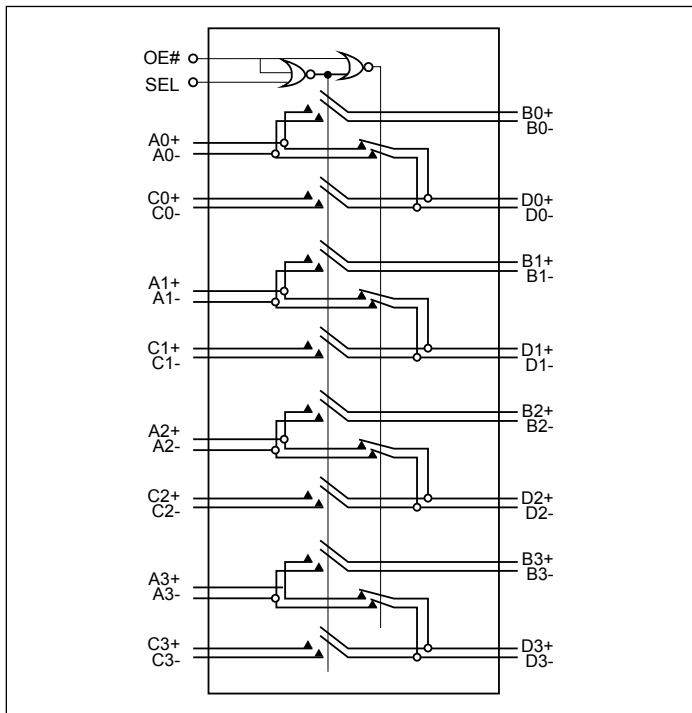 OE#
SEL
B0+
B0-
A0+
A0-
C0+
C0-
D0+
D0-
B1+
B1-
A1+
A1-
C1+
C1-
D1+
D1-
B2+
B2-
A2+
A2-
C2+
C2-
D2+
D2-
B3+
B3-
A3+
A3-
C3+
C3-
D3+
D3-